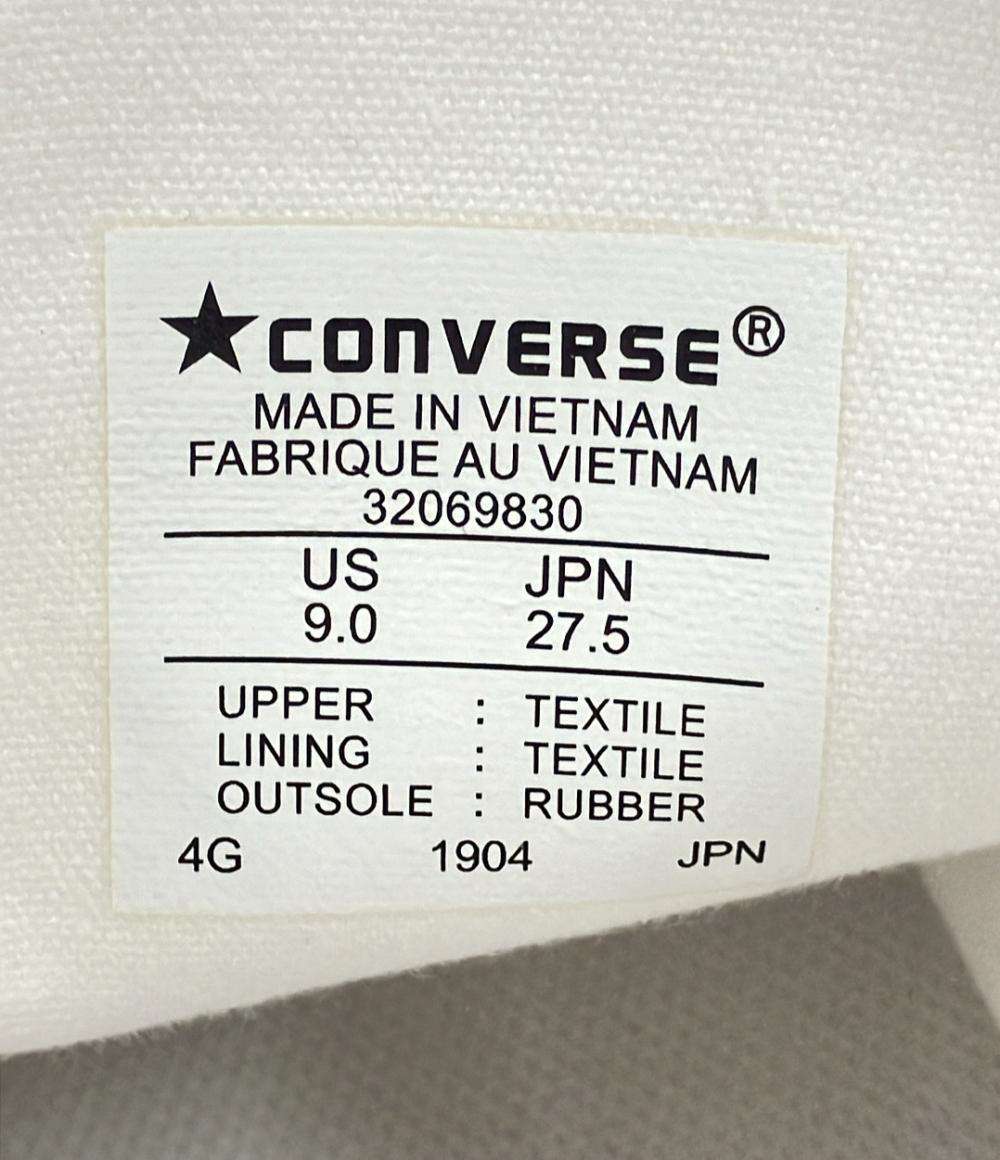 ★CONVERSE®
MADE IN VIETNAM
FABRIQUE AU VIETNAM
32069830
US JPN
9.0 27.5
UPPER : TEXTILE
LINING : TEXTILE
OUTSOLE : RUBBER
4G 1904 JPN